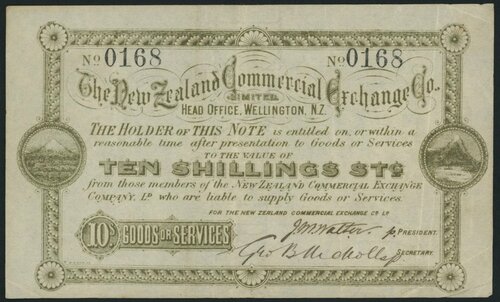 No 0168 No 0168
The New Zealand Commercial Exchange Co.
LIMITED.
HEAD OFFICE, WELLINGTON, N.Z.
THE HOLDER OF THIS NOTE is entitled on, or within a
reasonable time after presentation to Goods or Services
TO THE VALUE OF
TEN SHILLINGS STG
from those members of the NEW ZEALAND COMMERCIAL EXCHANGE
COMPANY, LD who are liable to supply Goods or Services.
FOR THE NEW ZEALAND COMMERCIAL EXCHANGE CO LD
PRESIDENT.
10S GOODS OR SERVICES
Geo B Nicholls SECRETARY.